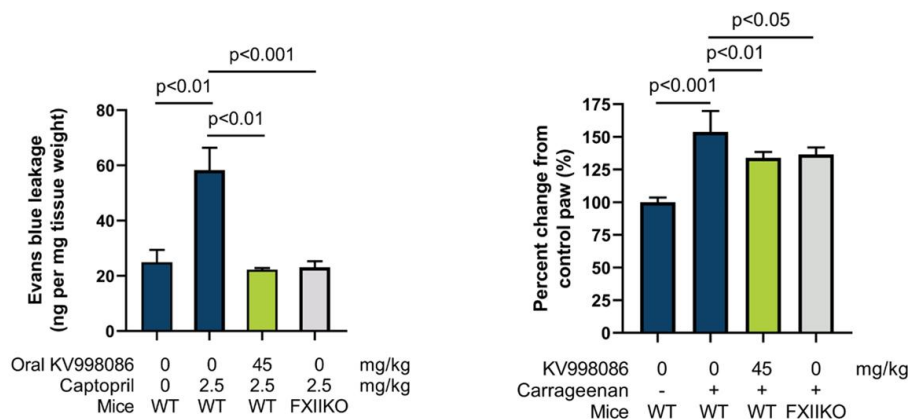 p<0.001
p<0.01
p<0.01
Evans blue leakage
(ng per mg tissue weight)
80
60
40
20
0
Oral KV998086 0 0 45 0 mg/kg
Captopril 0 2.5 2.5 2.5 mg/kg
Mice WT WT WT FXIIKO
p<0.05
p<0.01
p<0.001
Percent change from
control paw (%)
175
150
125
100
75
50
25
0
KV998086 0 0 45 0 mg/kg
Carrageenan - + + +
Mice WT WT WT FXIIKO